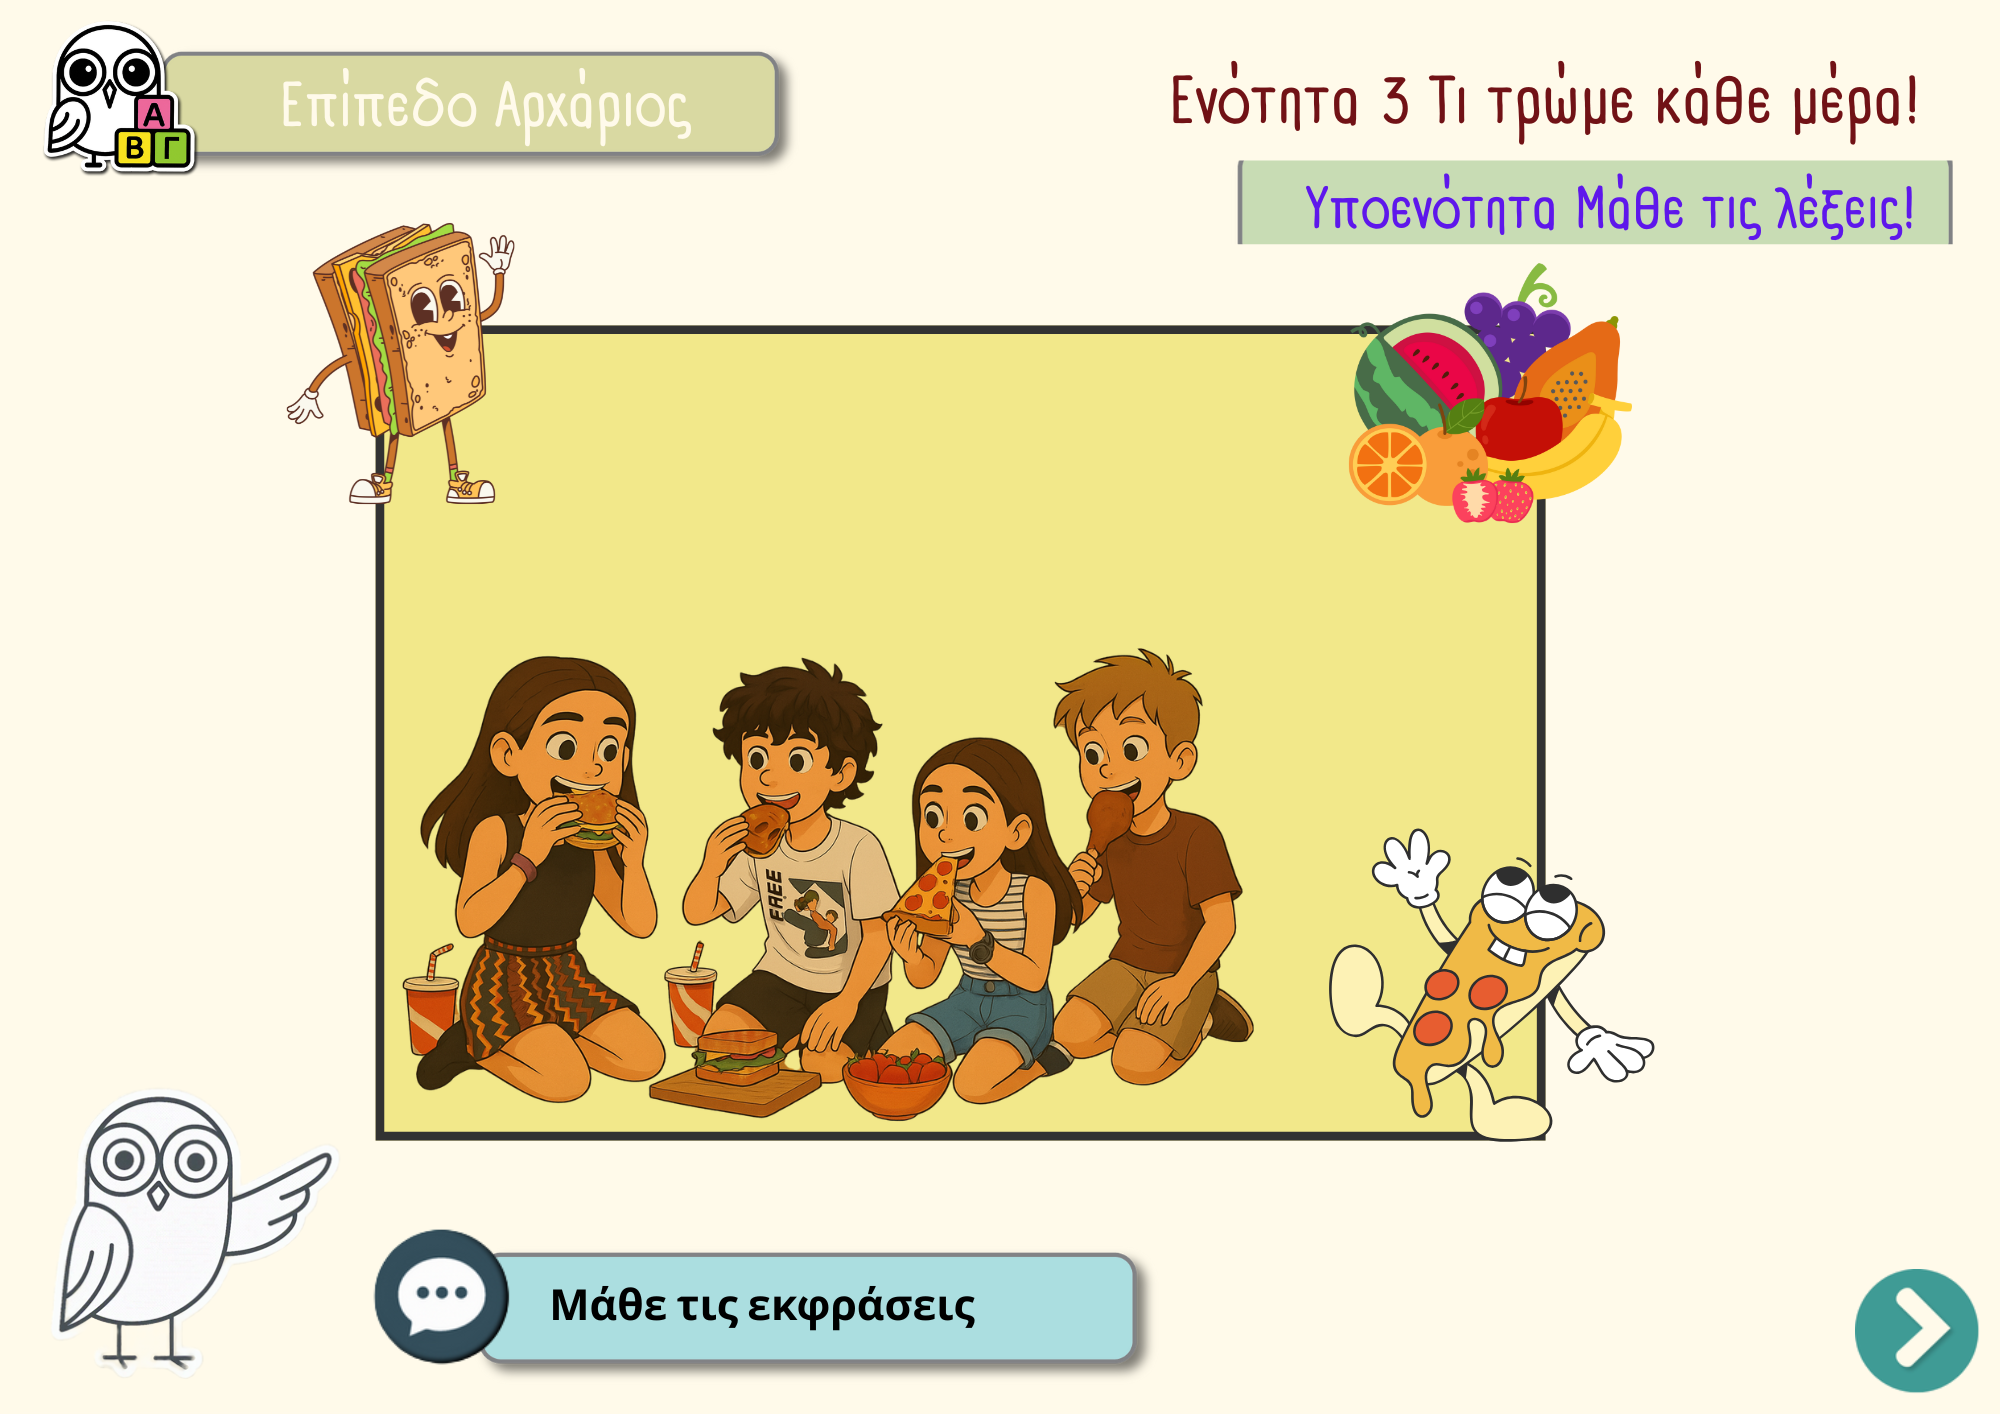 Επίπεδο Αρχάριος
Ενότητα 3 Τι τρώμε κάθε μέρα!
Υποενότητα Μάθε τις λέξεις!
Α
Β Γ
FREE
Μάθε τις εκφράσεις